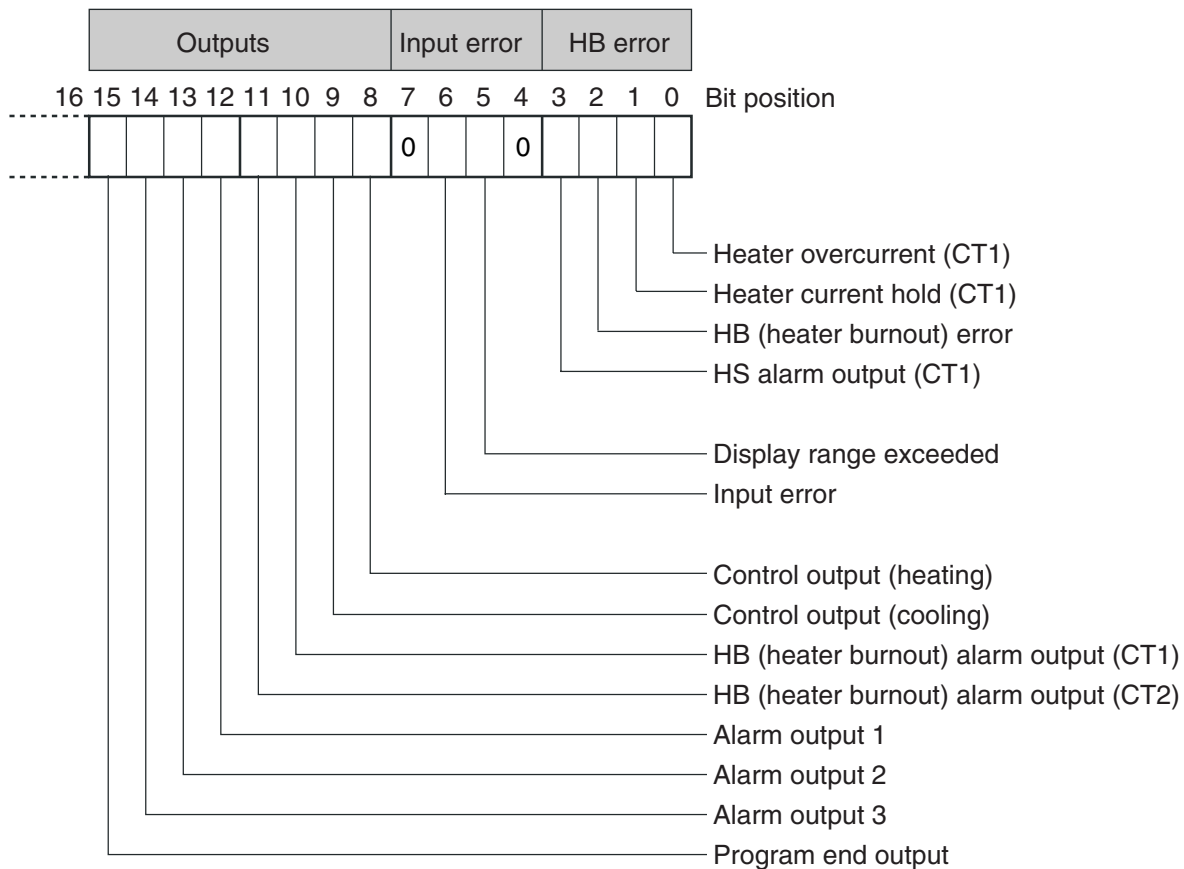 Outputs Input error HB error
16 15 14 13 12 11 10 9 8 7 6 5 4 3 2 1 0 Bit position
0 0
Heater overcurrent (CT1)
Heater current hold (CT1)
HB (heater burnout) error
HS alarm output (CT1)
Display range exceeded
Input error
Control output (heating)
Control output (cooling)
HB (heater burnout) alarm output (CT1)
HB (heater burnout) alarm output (CT2)
Alarm output 1
Alarm output 2
Alarm output 3
Program end output